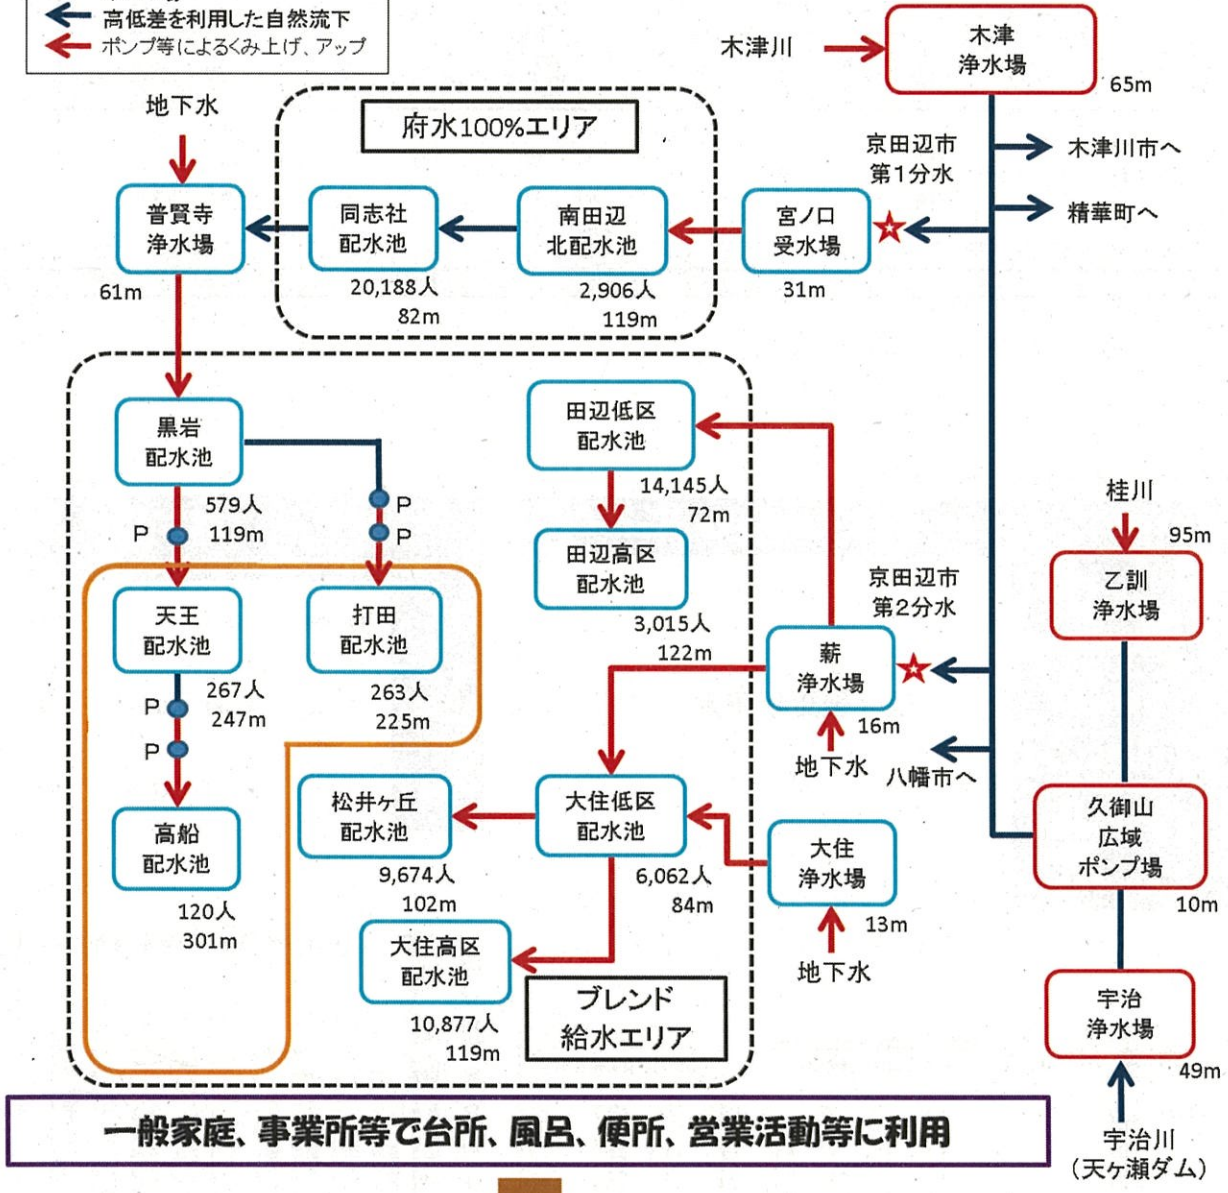 高低差を利用した自然流下
ポンプ等によるくみ上げ、アップ
木津川
木津
浄水場
65m
地下水
府水100%エリア
京田辺市
第1分水
木津川市へ
精華町へ
普賢寺
浄水場
61m
同志社
配水池
20,188人
82m
南田辺
北配水池
2,906人
119m
宮ノ口
受水場
31m
黒岩
配水池
579人
119m
P
P
P
田辺低区
配水池
14,145人
72m
田辺高区
配水池
3,015人
122m
桂川
95m
乙訓
浄水場
京田辺市
第2分水
薪
浄水場
16m
地下水
八幡市へ
天王
配水池
267人
247m
打田
配水池
263人
225m
P
P
高船
配水池
120人
301m
松井ヶ丘
配水池
9,674人
102m
大住低区
配水池
6,062人
84m
大住
浄水場
13m
地下水
久御山
広域
ポンプ場
10m
大住高区
配水池
10,877人
119m
ブレンド
給水エリア
宇治
浄水場
49m
宇治川
(天ヶ瀬ダム)
一般家庭、事業所等で台所、風呂、便所、営業活動等に利用